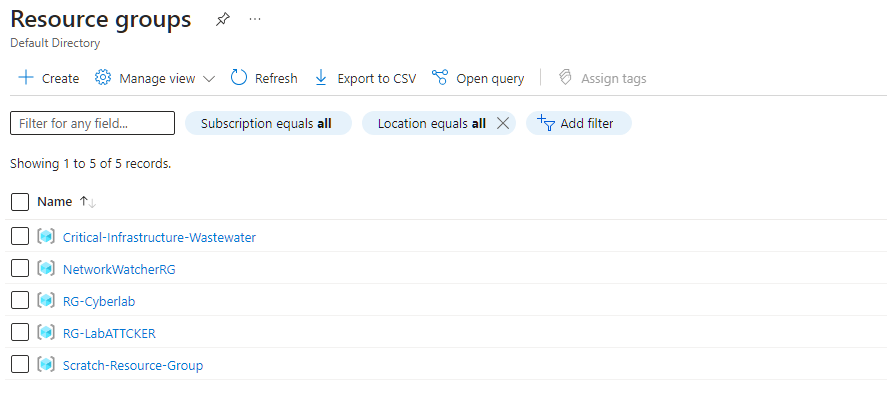 Resource groups ...
Default Directory
Create Manage view Refresh Export to CSV Open query Assign tags
Filter for any field... Subscription equals all Location equals all Add filter
Showing 1 to 5 of 5 records.
Name
Critical-Infrastructure-Wastewater
NetworkWatcherRG
RG-Cyberlab
RG-LabATTCKER
Scratch-Resource-Group